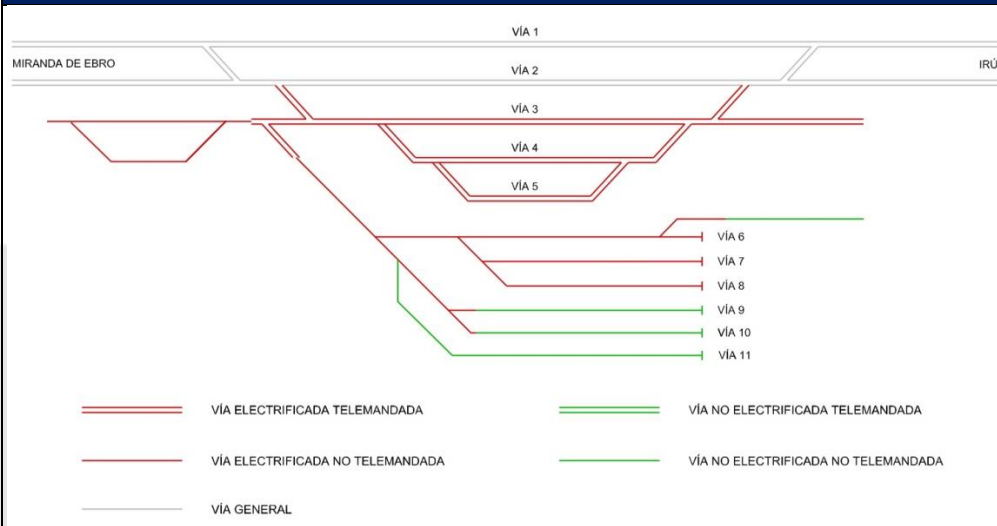 VÍA 1
MIRANDA DE EBRO
VÍA 2
IRÚ
VÍA 3
VÍA 4
VÍA 5
VÍA 6
VÍA 7
VÍA 8
VÍA 9
VÍA 10
VÍA 11
VÍA ELECTRIFICADA TELEMANDADA
VÍA NO ELECTRIFICADA TELEMANDADA
VÍA ELECTRIFICADA NO TELEMANDADA
VÍA NO ELECTRIFICADA NO TELEMANDADA
VÍA GENERAL